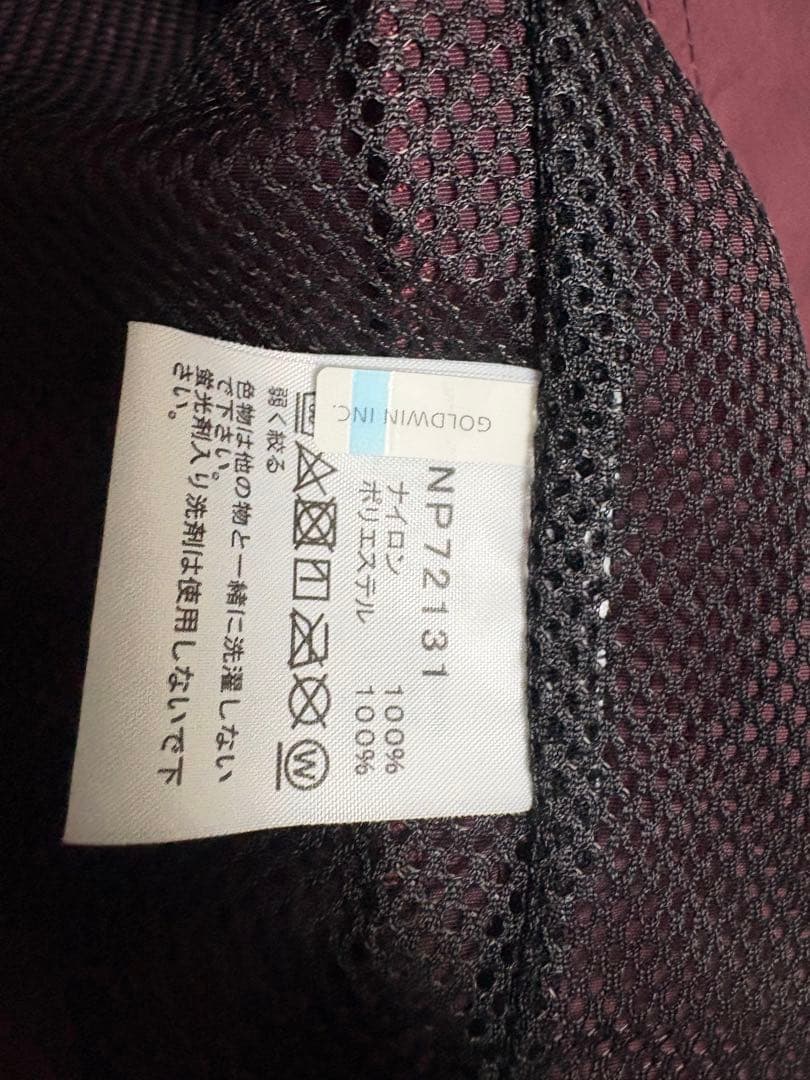 GOLDWIN INC.
NP72131
ナイロン 100%
ポリエステル 100%
W
弱く絞る
色物は他の物と一緒に洗濯しない
で下さい。
蛍光剤入り洗剤は使用しないで下
さい。